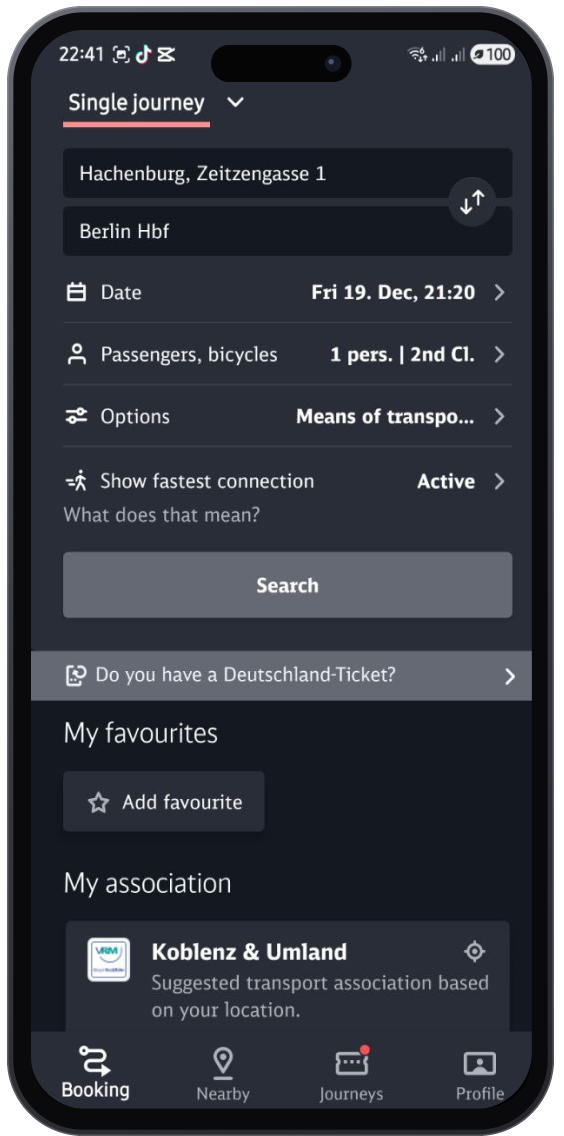 22:41
100
Single journey
Hachenburg, Zeitzengasse 1
Berlin Hbf
Date Fri 19. Dec, 21:20
Passengers, bicycles 1 pers. | 2nd Cl.
Options Means of transpo...
Show fastest connection Active
What does that mean?
Search
Do you have a Deutschland-Ticket?
My favourites
Add favourite
My association
VRM
Koblenz & Umland
Suggested transport association based
on your location.
Booking Nearby Journeys Profile